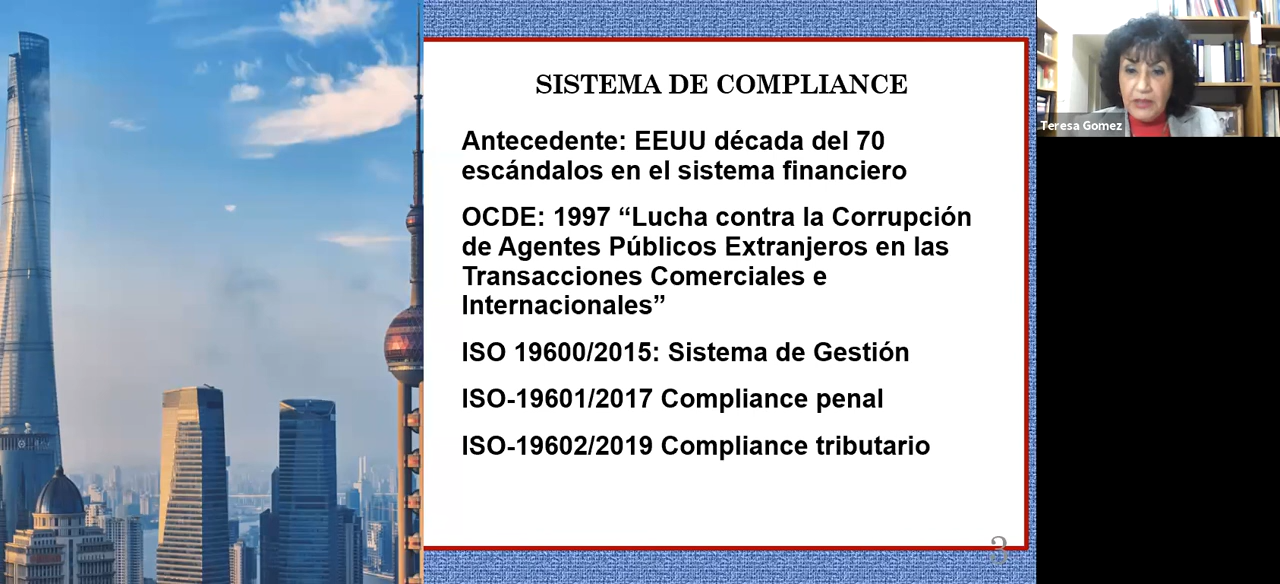 SISTEMA DE COMPLIANCE
Antecedente: EEUU década del 70
escándalos en el sistema financiero
OCDE: 1997 “Lucha contra la Corrupción
de Agentes Públicos Extranjeros en las
Transacciones Comerciales e
Internacionales”
ISO 19600/2015: Sistema de Gestión
ISO-19601/2017 Compliance penal
ISO-19602/2019 Compliance tributario
3
Teresa Gomez